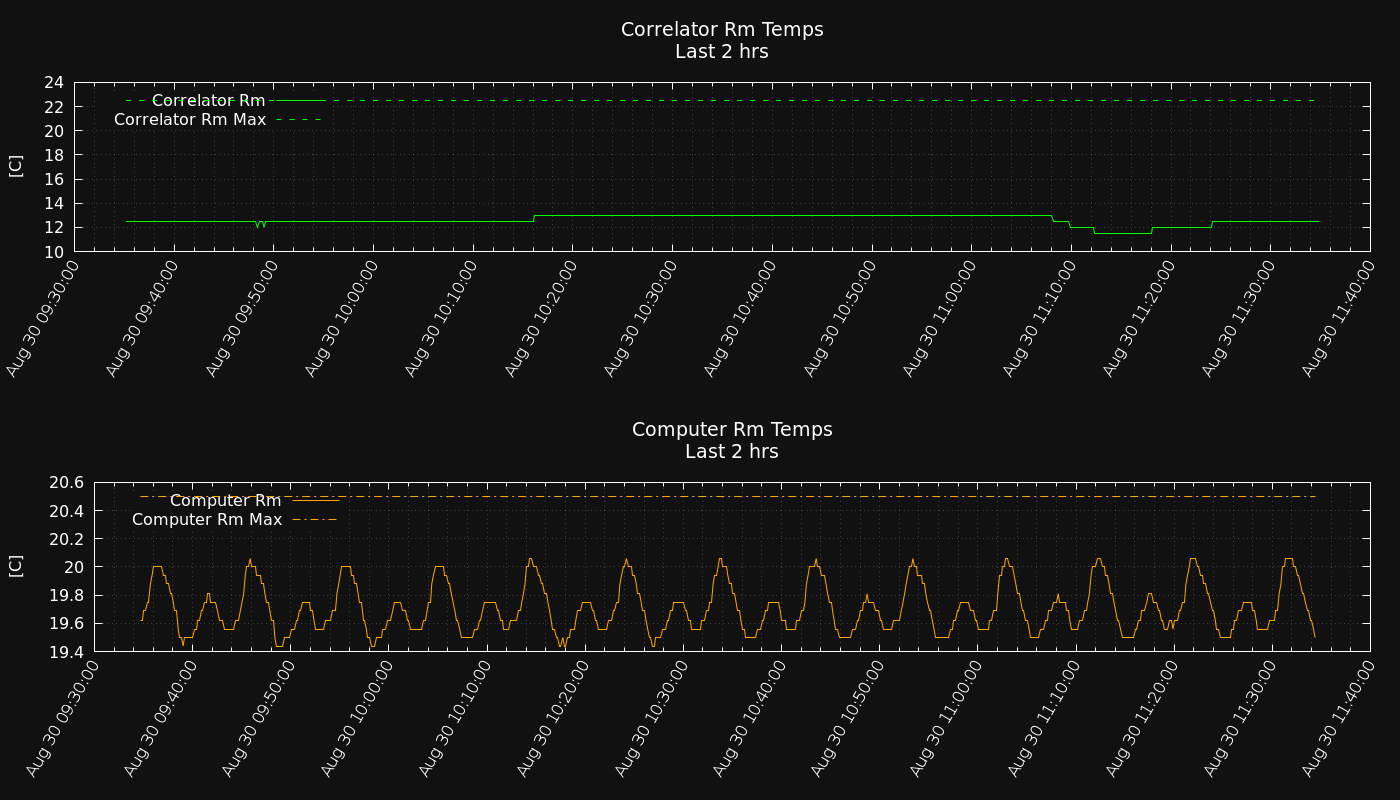 Correlator Rm Temps
Last 2 hrs
24
22
20
18
16
14
12
10
[C]
Correlator Rm
Correlator Rm Max
Aug 30 09:30:00
Aug 30 09:40:00
Aug 30 09:50:00
Aug 30 10:00:00
Aug 30 10:10:00
Aug 30 10:20:00
Aug 30 10:30:00
Aug 30 10:40:00
Aug 30 10:50:00
Aug 30 11:00:00
Aug 30 11:10:00
Aug 30 11:20:00
Aug 30 11:30:00
Aug 30 11:40:00
Computer Rm Temps
Last 2 hrs
20.6
20.4
20.2
20
19.8
19.6
19.4
[C]
Computer Rm
Computer Rm Max
Aug 30 09:30:00
Aug 30 09:40:00
Aug 30 09:50:00
Aug 30 10:00:00
Aug 30 10:10:00
Aug 30 10:20:00
Aug 30 10:30:00
Aug 30 10:40:00
Aug 30 10:50:00
Aug 30 11:00:00
Aug 30 11:10:00
Aug 30 11:20:00
Aug 30 11:30:00
Aug 30 11:40:00